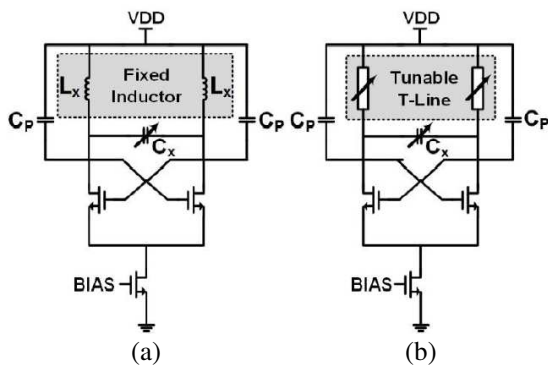 VDD
Fixed
Inductor
Lx
Lx
CP
CP
Cx
BIAS
(a)
VDD
Tunable
T-Line
CP
CP
Cx
BIAS
(b)